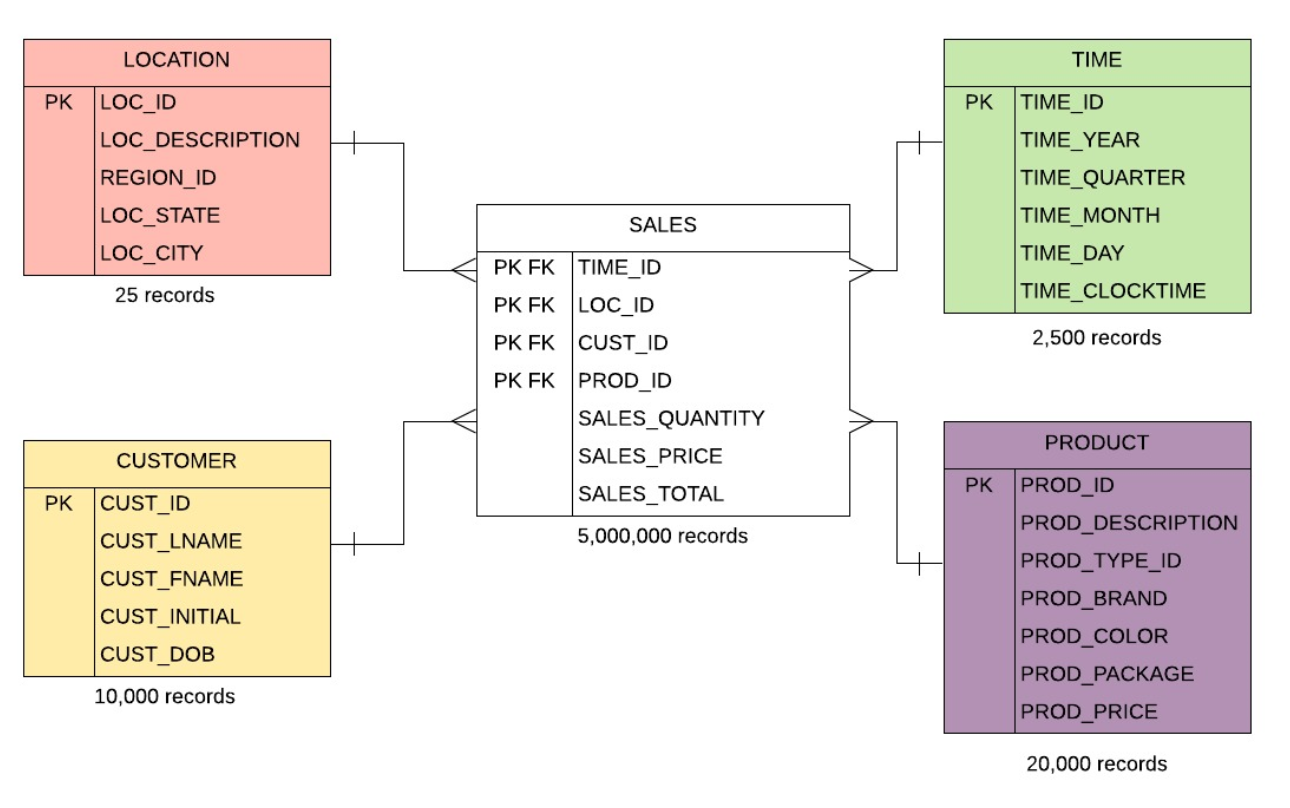 LOCATION
PK LOC_ID
LOC_DESCRIPTION
REGION_ID
LOC_STATE
LOC_CITY
25 records
TIME
PK TIME_ID
TIME_YEAR
TIME_QUARTER
TIME_MONTH
TIME_DAY
TIME_CLOCKTIME
2,500 records
SALES
PK FK TIME_ID
PK FK LOC_ID
PK FK CUST_ID
PK FK PROD_ID
SALES_QUANTITY
SALES_PRICE
SALES_TOTAL
5,000,000 records
CUSTOMER
PK CUST_ID
CUST_LNAME
CUST_FNAME
CUST_INITIAL
CUST_DOB
10,000 records
PRODUCT
PK PROD_ID
PROD_DESCRIPTION
PROD_TYPE_ID
PROD_BRAND
PROD_COLOR
PROD_PACKAGE
PROD_PRICE
20,000 records